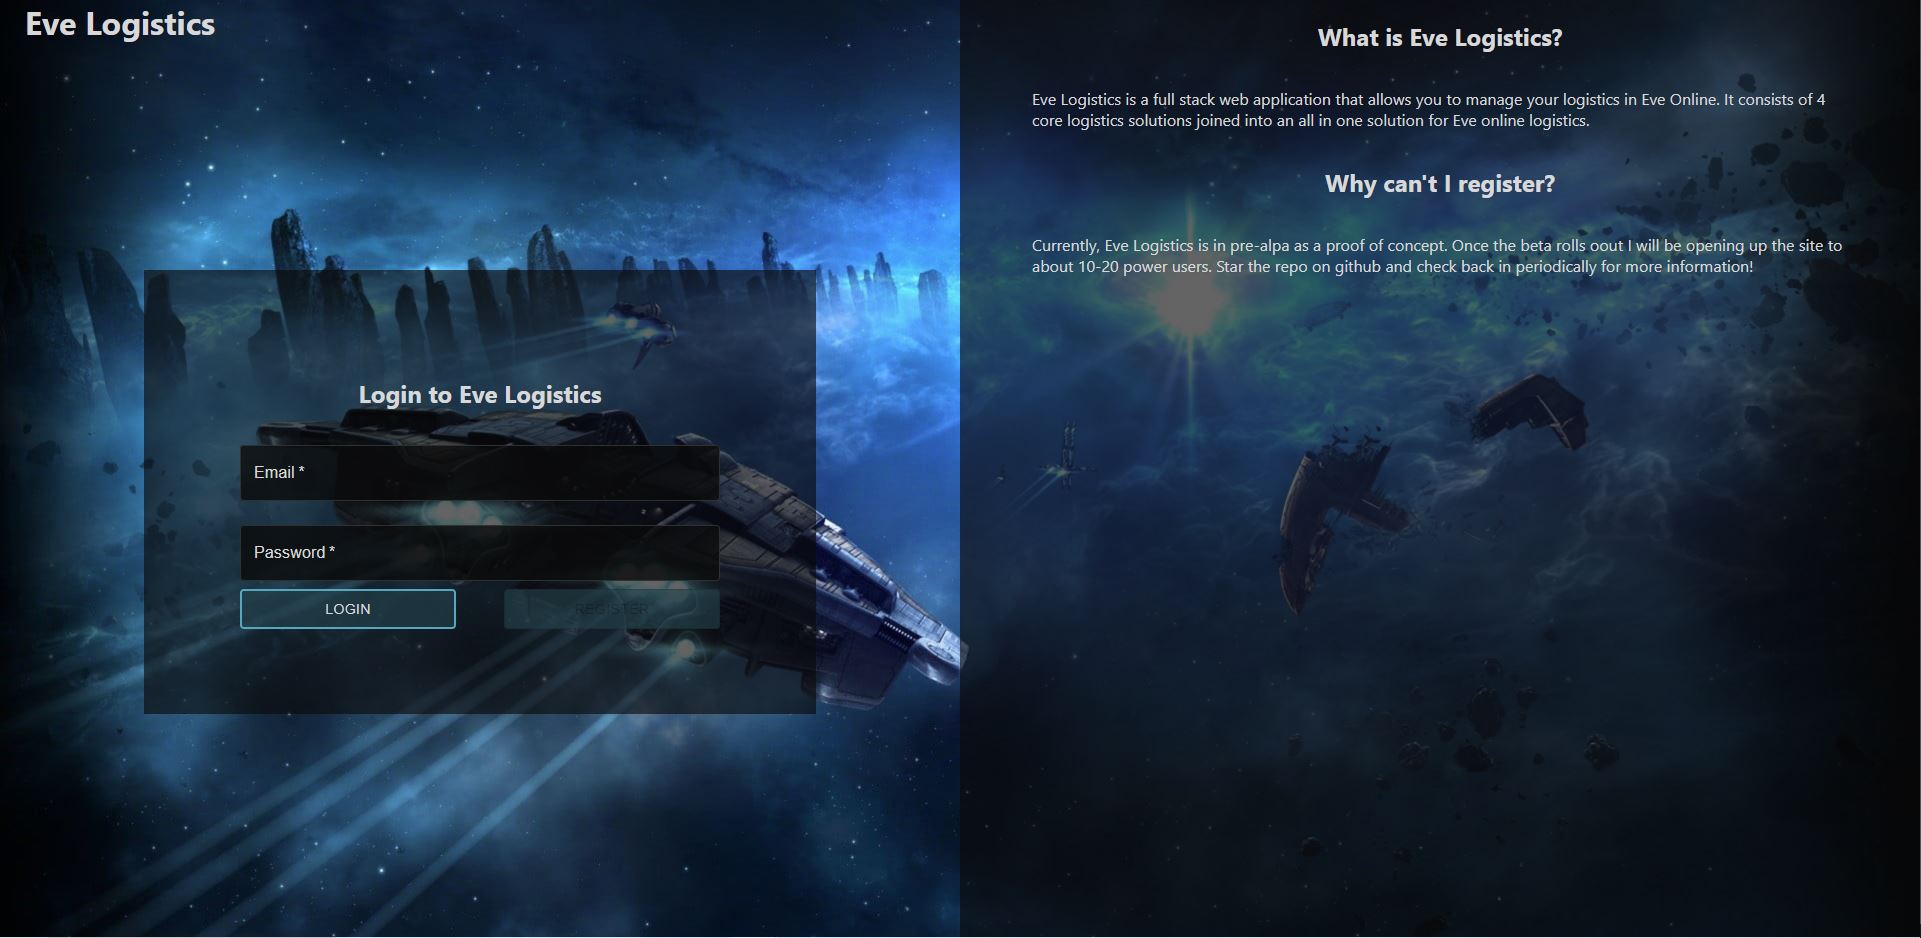 Eve Logistics
Login to Eve Logistics
Email *
Password *
LOGIN
REGISTER
What is Eve Logistics?
Eve Logistics is a full stack web application that allows you to manage your logistics in Eve Online. It consists of 4
core logistics solutions joined into an all in one solution for Eve online logistics.
Why can't I register?
Currently, Eve Logistics is in pre-alpa as a proof of concept. Once the beta rolls oout I will be opening up the site to
about 10-20 power users. Star the repo on github and check back in periodically for more information!